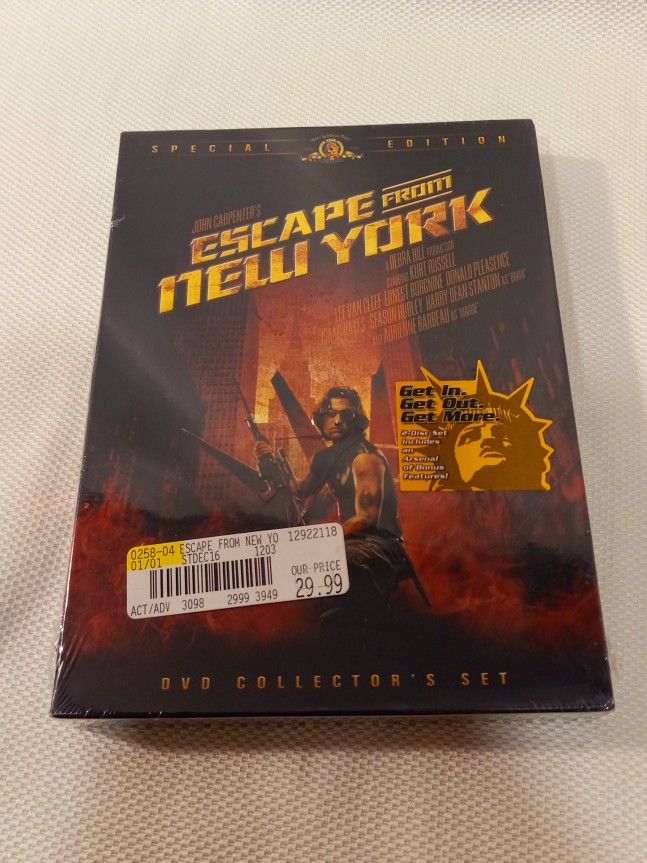 SPECIAL EDITION
JOHN CARPENTER'S
ESCAPE FROM
NEW YORK
A DEBRA HILL PRODUCTION
STARRING KURT RUSSELL
LEE VAN CLEEF ERNEST BORGNINE DONALD PLEASENCE
ISAAC HAYES SEASON HUBLEY HARRY DEAN STANTON AS "BRAIN"
AND ADRIENNE BARBEAU AS "MAGGIE"
Get In.
Get Out.
Get More.
2-Disc Set
Includes
an
Arsenal
of Bonus
Features!
0258-04 ESCAPE FROM NEW YO 12922118
01/01 STDEC16 1203
OUR PRICE
29.99
ACT/ADV 3098 2999 3949
DVD COLLECTOR'S SET